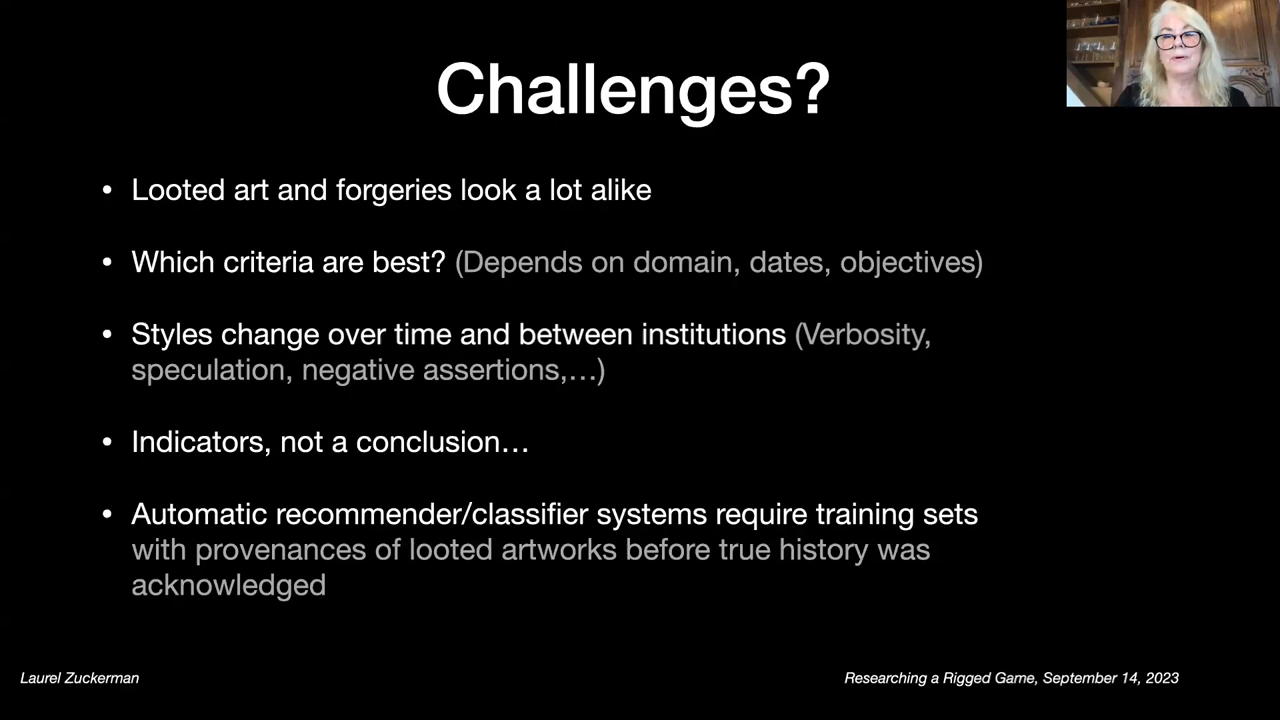 Challenges?
• Looted art and forgeries look a lot alike
• Which criteria are best? (Depends on domain, dates, objectives)
• Styles change over time and between institutions (Verbosity,
speculation, negative assertions,…)
• Indicators, not a conclusion…
• Automatic recommender/classifier systems require training sets
with provenances of looted artworks before true history was
acknowledged
Laurel Zuckerman
Researching a Rigged Game, September 14, 2023